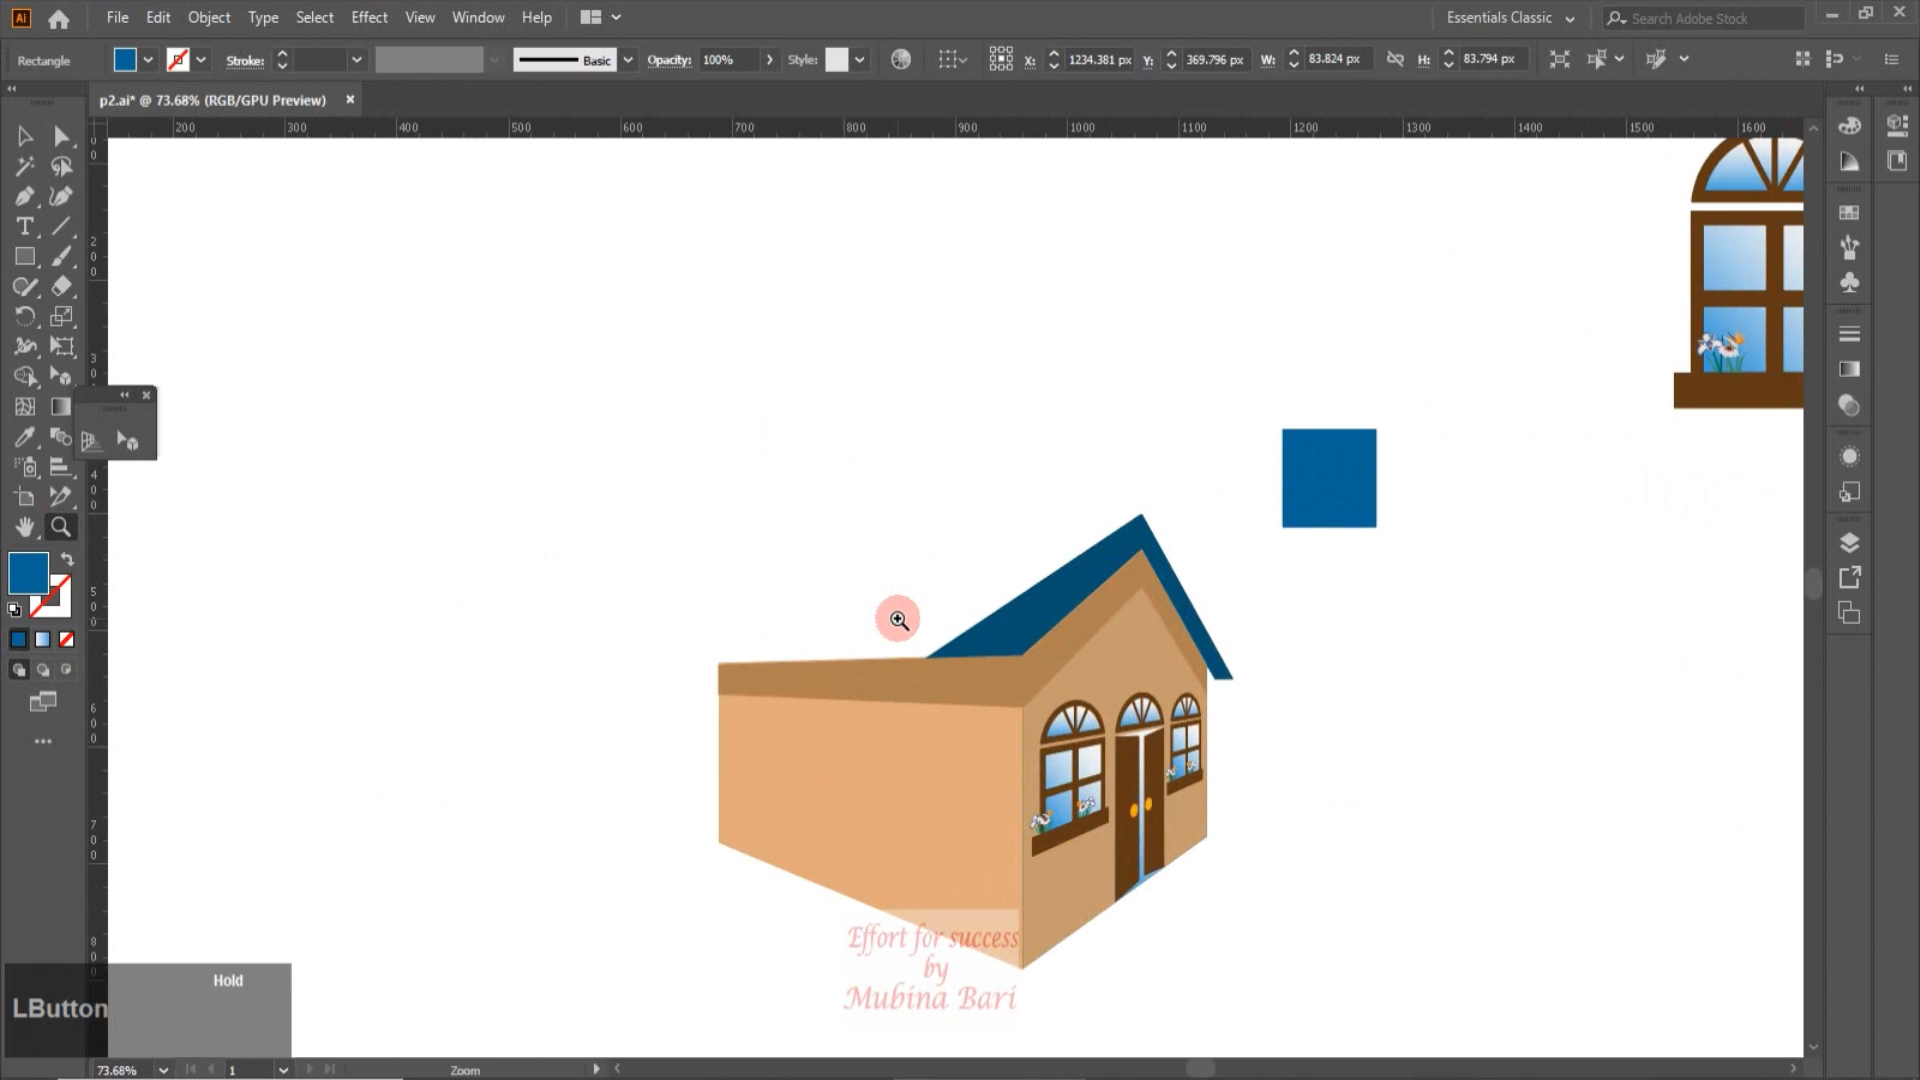 Ai File Edit Object Type Select Effect View Window Help Essentials Classic Search Adobe Stock
Rectangle Stroke: Basic Opacity: 100% Style: X: 1234.381 px Y: 369.796 px W: 83.824 px H: 83.794 px
p2.ai* @ 73.68% (RGB/GPU Preview)
200 300 400 500 600 700 800 900 1000 1100 1200 1300 1400 1500 1600
Effort for success
by
Mubina Bari
Hold
LButton
73.68% 1 Zoom